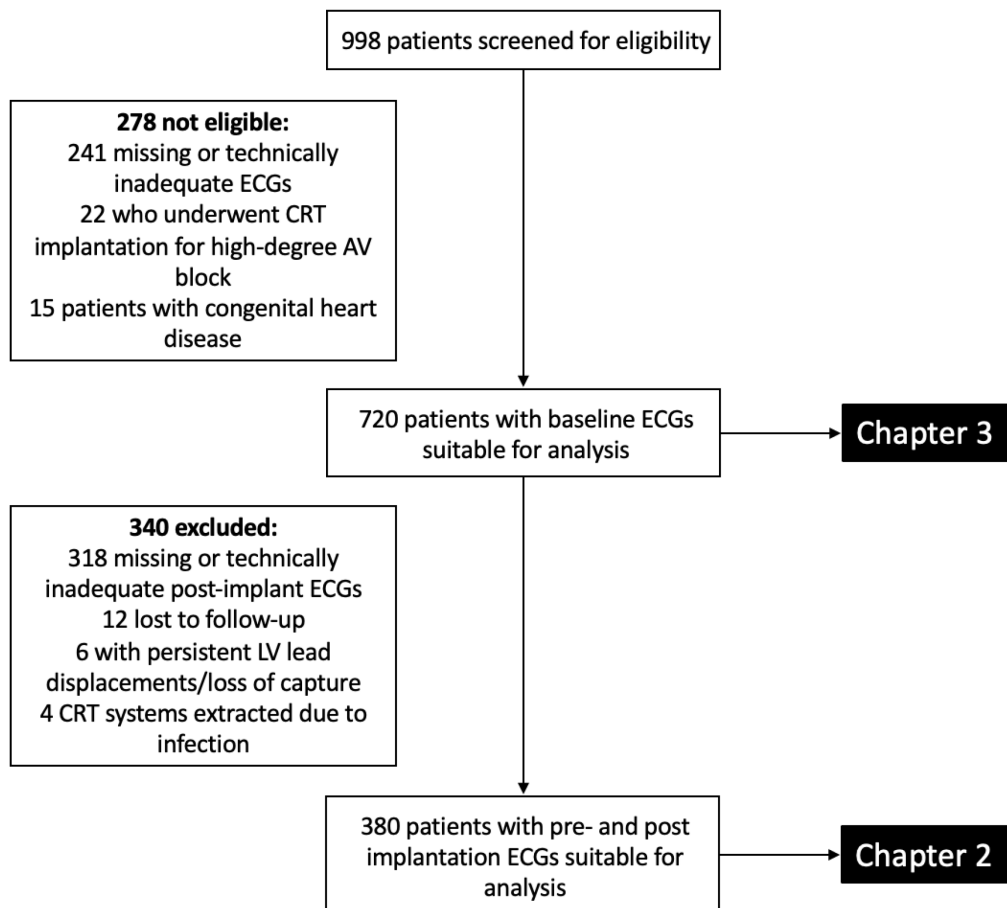 998 patients screened for eligibility
278 not eligible:
241 missing or technically
inadequate ECGs
22 who underwent CRT
implantation for high-degree AV
block
15 patients with congenital heart
disease
720 patients with baseline ECGs
suitable for analysis
Chapter 3
340 excluded:
318 missing or technically
inadequate post-implant ECGs
12 lost to follow-up
6 with persistent LV lead
displacements/loss of capture
4 CRT systems extracted due to
infection
380 patients with pre- and post
implantation ECGs suitable for
analysis
Chapter 2